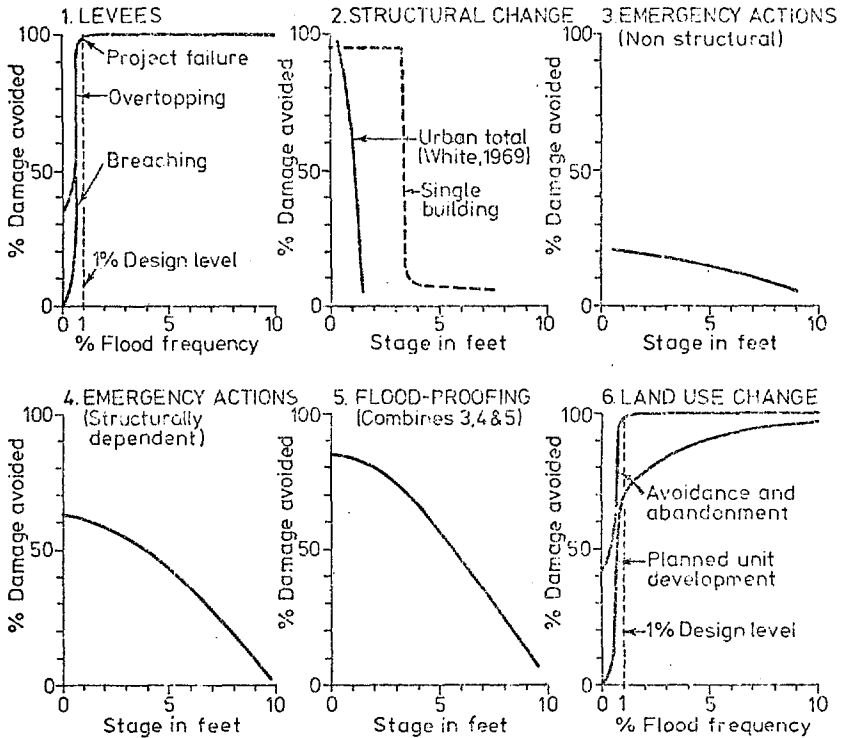 1. LEVEES
100
50
0
% Damage avoided
Project failure
Overtopping
Breaching
1% Design level
0 1 5 10
% Flood frequency
2. STRUCTURAL CHANGE
100
50
0
% Damage avoided
Urban total
(White, 1969)
Single
building
0 5 10
Stage in feet
3. EMERGENCY ACTIONS
(Non structural)
100
50
0
% Damage avoided
0 5 10
Stage in feet
4. EMERGENCY ACTIONS
(Structurally
dependent)
100
50
0
% Damage avoided
0 5 10
Stage in feet
5. FLOOD-PROOFING
(Combines 3,4 & 5)
100
50
0
% Damage avoided
0 5 10
Stage in feet
6. LAND USE CHANGE
100
50
0
% Damage avoided
Avoidance and
abandonment
Planned unit
development
1% Design level
0 1 5 10
% Flood frequency